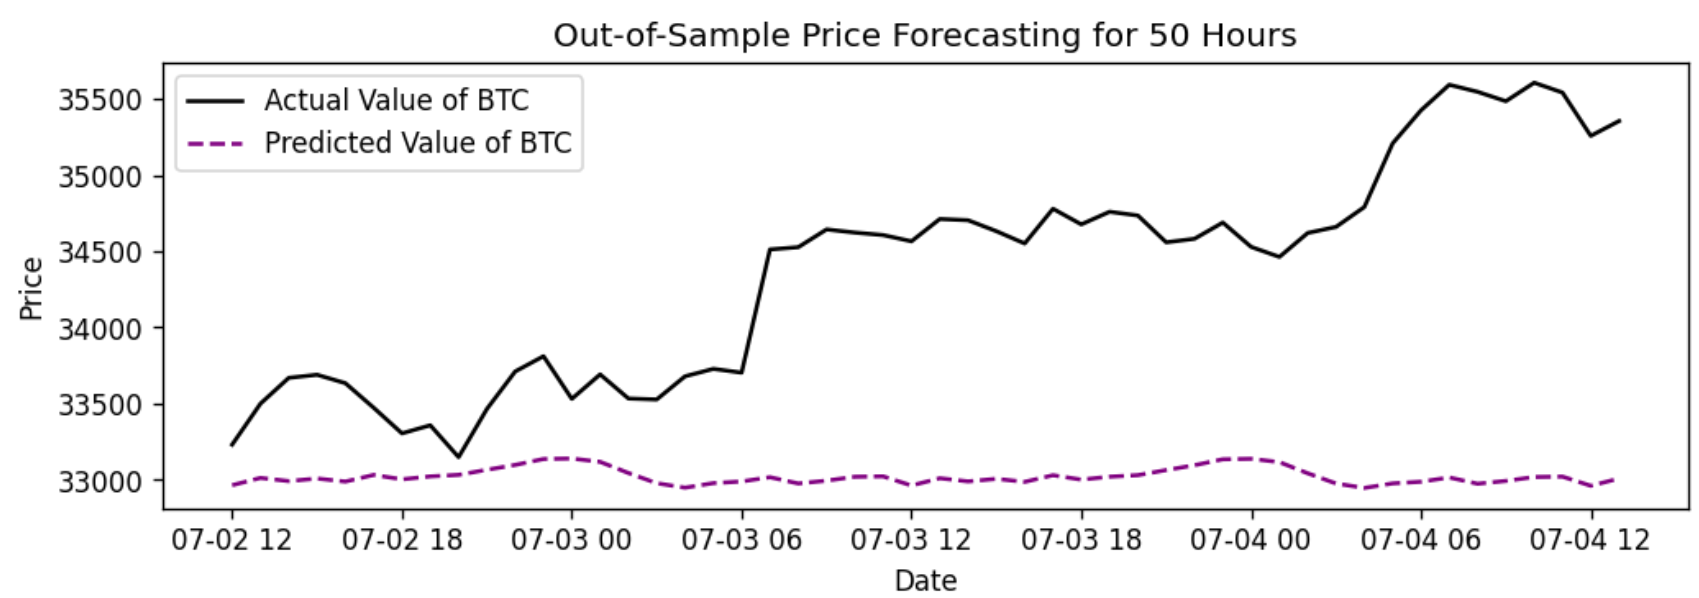 Out-of-Sample Price Forecasting for 50 Hours
Actual Value of BTC
Predicted Value of BTC
35500
35000
34500
34000
33500
33000
Price
07-02 12 07-02 18 07-03 00 07-03 06 07-03 12 07-03 18 07-04 00 07-04 06 07-04 12
Date